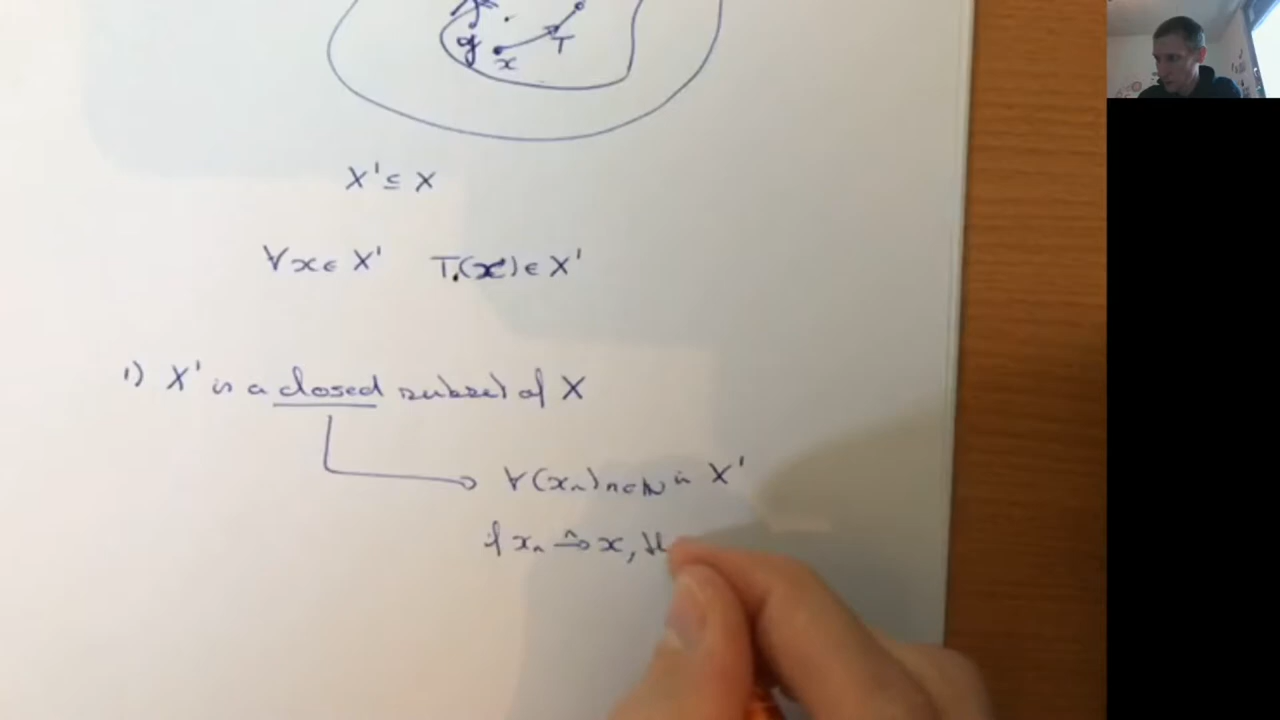 y x T
X' ⊆ X
∀x∈ X' T(x)∈ X'
1) X' is a closed subset of X
∀(xₙ)n∈ℕ in X'
if xₙ →ⁿ x, th